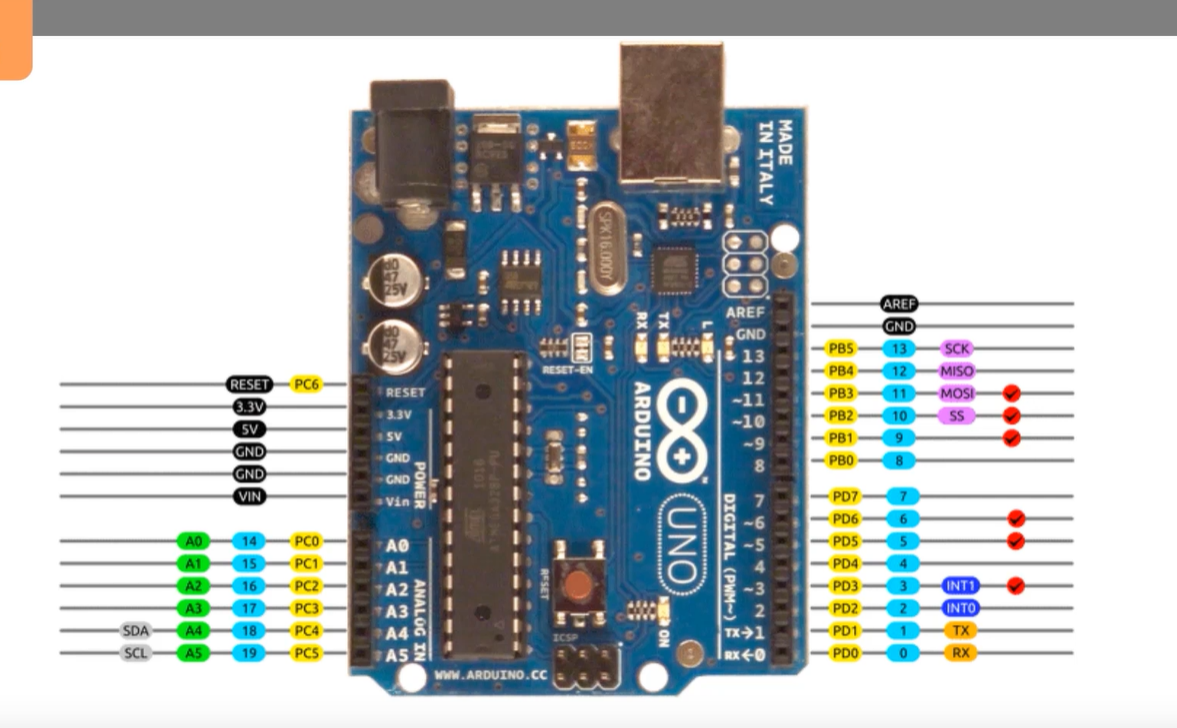 MADE
IN ITALY
SPK16.000Y
47
25V
47
25V
RX
TX
L
RESET-EN
AREF
GND
13
12
~11
~10
~9
8
7
~6
~5
4
~3
2
TX→1
RX←0
DIGITAL (PWM~)
ARDUINO
UNO
RESET
3.3V
5V
GND
GND
Vin
POWER
A0
A1
A2
A3
A4
A5
ANALOG IN
RESET
ICSP
ON
WWW.ARDUINO.CC
RESET PC6
3.3V
5V
GND
GND
VIN
A0 14 PC0
A1 15 PC1
A2 16 PC2
A3 17 PC3
SDA A4 18 PC4
SCL A5 19 PC5
AREF
GND
PB5 13 SCK
PB4 12 MISO
PB3 11 MOSI
PB2 10 SS
PB1 9
PB0 8
PD7 7
PD6 6
PD5 5
PD4 4
PD3 3 INT1
PD2 2 INT0
PD1 1 TX
PD0 0 RX